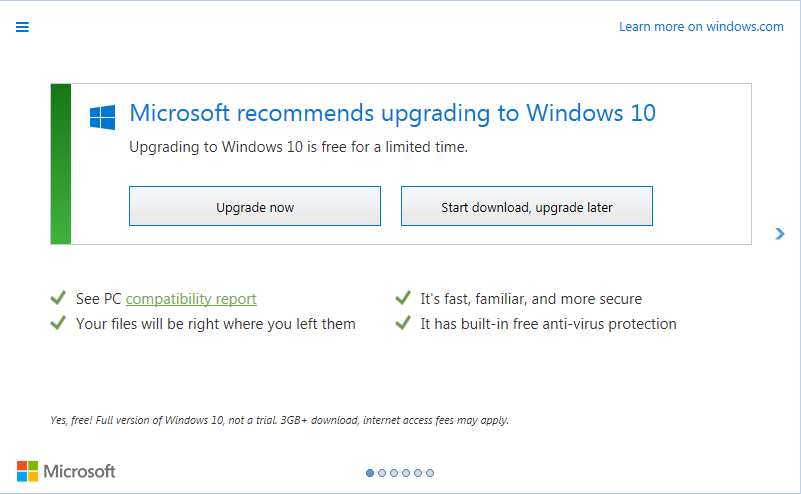 Learn more on windows.com
Microsoft recommends upgrading to Windows 10
Upgrading to Windows 10 is free for a limited time.
Upgrade now
Start download, upgrade later
See PC compatibility report
It's fast, familiar, and more secure
Your files will be right where you left them
It has built-in free anti-virus protection
Yes, free! Full version of Windows 10, not a trial. 3GB+ download, internet access fees may apply.
Microsoft